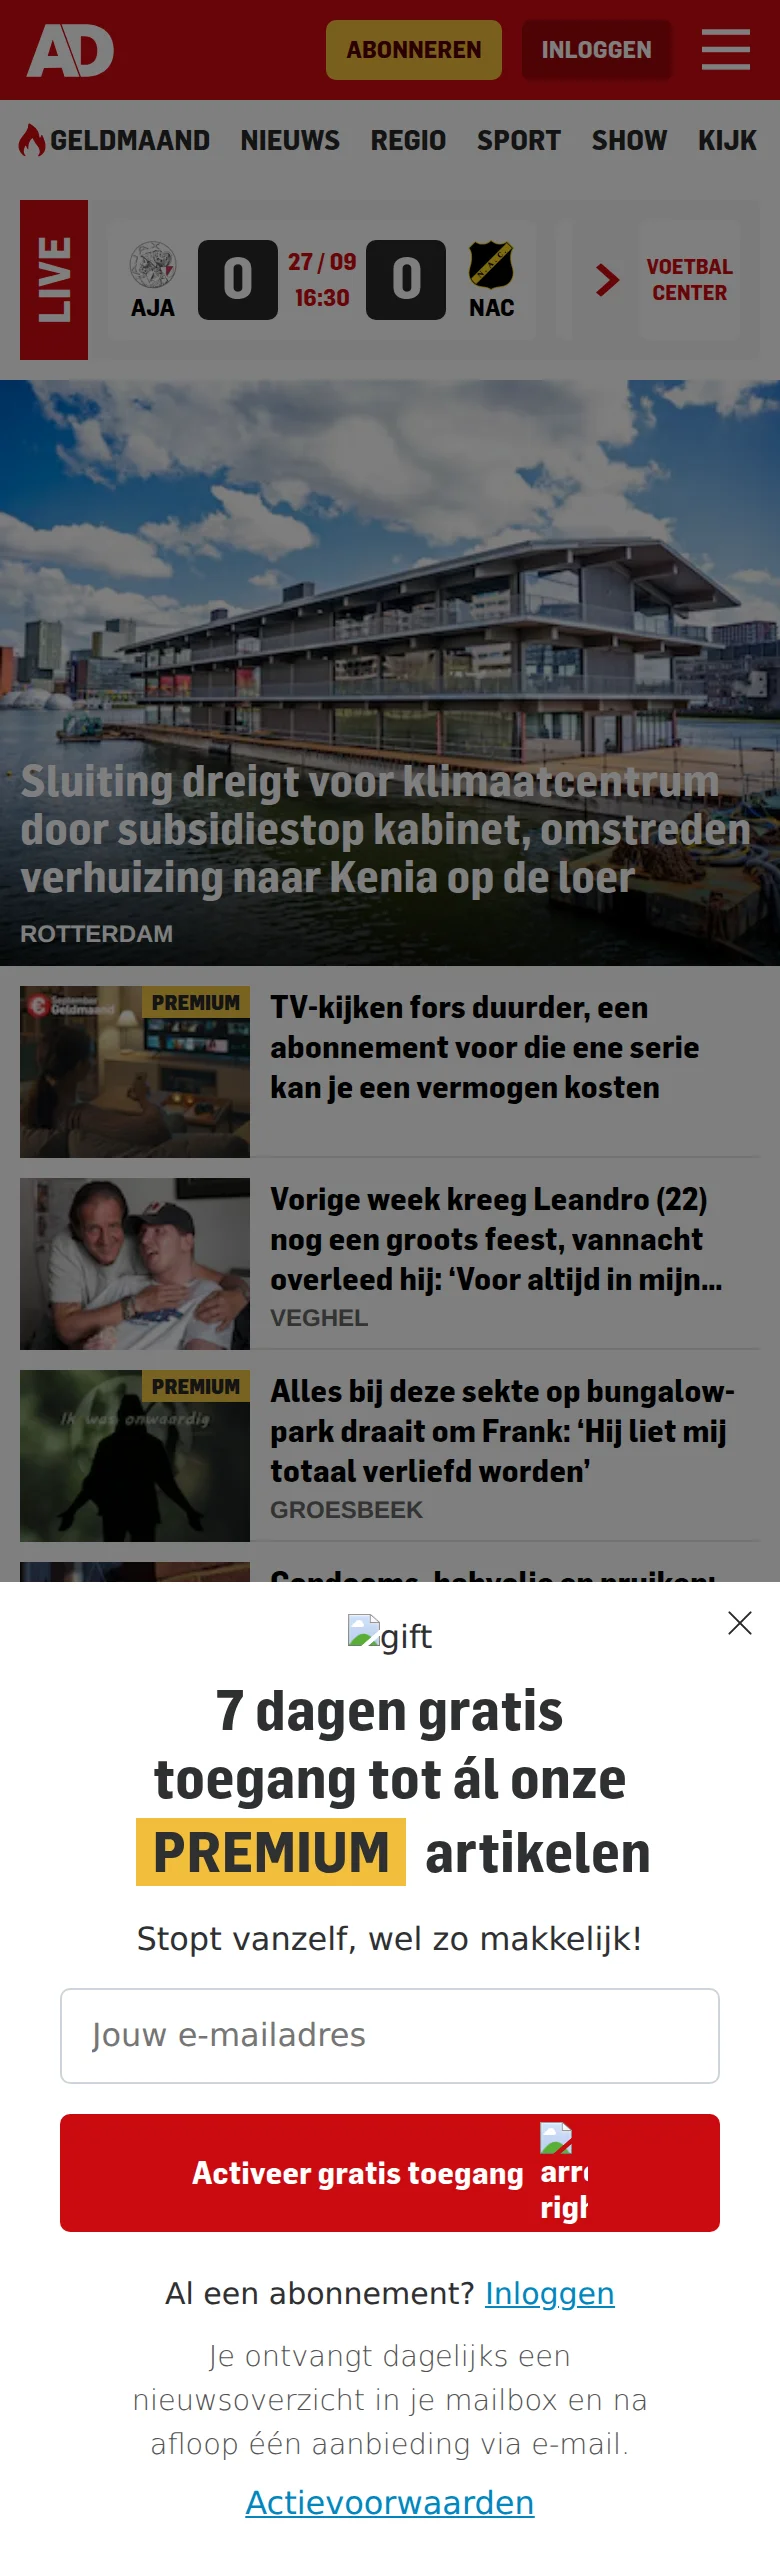 AD
ABONNEREN
INLOGGEN
GELDMAAND NIEUWS REGIO SPORT SHOW KIJK
LIVE
0 27 / 09 0
16:30
AJA NAC
VOETBAL
CENTER
Sluiting dreigt voor klimaatcentrum
door subsidiestop kabinet, omstreden
verhuizing naar Kenia op de loer
ROTTERDAM
September
Geldmaand
PREMIUM
TV-kijken fors duurder, een
abonnement voor die ene serie
kan je een vermogen kosten
Vorige week kreeg Leandro (22)
nog een groots feest, vannacht
overleed hij: ‘Voor altijd in mijn...
VEGHEL
PREMIUM
Ik was onwaardig
Alles bij deze sekte op bungalow-
park draait om Frank: ‘Hij liet mij
totaal verliefd worden’
GROESBEEK
gift
7 dagen gratis
toegang tot ál onze
PREMIUM artikelen
Stopt vanzelf, wel zo makkelijk!
Jouw e-mailadres
Activeer gratis toegang
Al een abonnement? Inloggen
Je ontvangt dagelijks een
nieuwsoverzicht in je mailbox en na
afloop één aanbieding via e-mail.
Actievoorwaarden